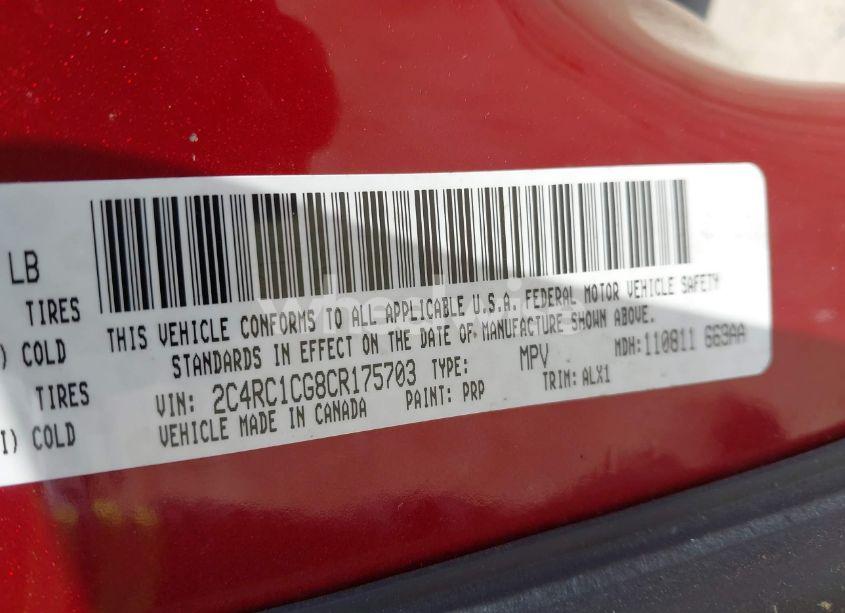 LB
TIRES
) COLD
TIRES
I) COLD
THIS VEHICLE CONFORMS TO ALL APPLICABLE U.S.A. FEDERAL MOTOR VEHICLE SAFETY
STANDARDS IN EFFECT ON THE DATE OF MANUFACTURE SHOWN ABOVE.
VIN: 2C4RC1CG8CR175703 TYPE: MPV MDH:110811 GG9AA
VEHICLE MADE IN CANADA PAINT: PRP TRIM: ALX1